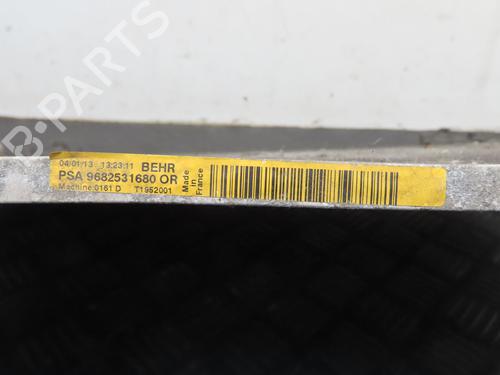 B-PARTS
04/01/13 - 13:23:11 BEHR
PSA 9682531680 OR
Machine:0161 D T1952001
Made
in
France